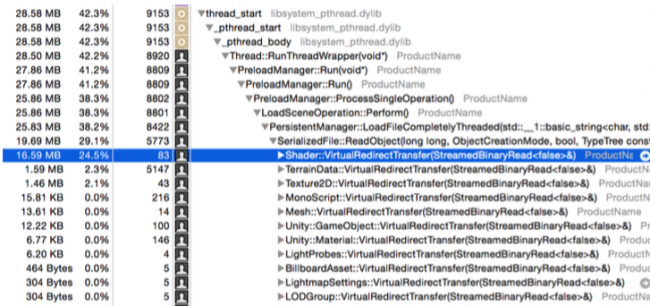 28.58 MB 42.3% 9153 thread_start libsystem_pthread.dylib
28.58 MB 42.3% 9153 _pthread_start libsystem_pthread.dylib
28.58 MB 42.3% 9153 _pthread_body libsystem_pthread.dylib
28.50 MB 42.2% 8920 Thread::RunThreadWrapper(void*) ProductName
27.86 MB 41.2% 8809 PreloadManager::Run(void*) ProductName
27.86 MB 41.2% 8809 PreloadManager::Run() ProductName
25.86 MB 38.3% 8802 PreloadManager::ProcessSingleOperation() ProductName
25.86 MB 38.3% 8801 LoadSceneOperation::Perform() ProductName
25.83 MB 38.2% 8422 PersistentManager::LoadFileCompletelyThreaded(std::__1::basic_string<char, std
19.69 MB 29.1% 5773 SerializedFile::ReadObject(long long, ObjectCreationMode, bool, TypeTree const
16.59 MB 24.5% 83 Shader::VirtualRedirectTransfer(StreamedBinaryRead<false>&) ProductNa
1.59 MB 2.3% 5147 TerrainData::VirtualRedirectTransfer(StreamedBinaryRead<false>&) Produc
1.46 MB 2.1% 43 Texture2D::VirtualRedirectTransfer(StreamedBinaryRead<false>&) Product
15.81 KB 0.0% 216 MonoScript::VirtualRedirectTransfer(StreamedBinaryRead<false>&) Produc
13.61 KB 0.0% 14 Mesh::VirtualRedirectTransfer(StreamedBinaryRead<false>&) ProductName
12.22 KB 0.0% 100 Unity::GameObject::VirtualRedirectTransfer(StreamedBinaryRead<false>&)
6.77 KB 0.0% 146 Unity::Material::VirtualRedirectTransfer(StreamedBinaryRead<false>&) Pro
6.20 KB 0.0% 4 LightProbes::VirtualRedirectTransfer(StreamedBinaryRead<false>&) Produ
464 Bytes 0.0% 5 BillboardAsset::VirtualRedirectTransfer(StreamedBinaryRead<false>&) Pro
304 Bytes 0.0% 5 LightmapSettings::VirtualRedirectTransfer(StreamedBinaryRead<false>&)
304 Bytes 0.0% 5 LODGroup::VirtualRedirectTransfer(StreamedBinaryRead<false>&) Product